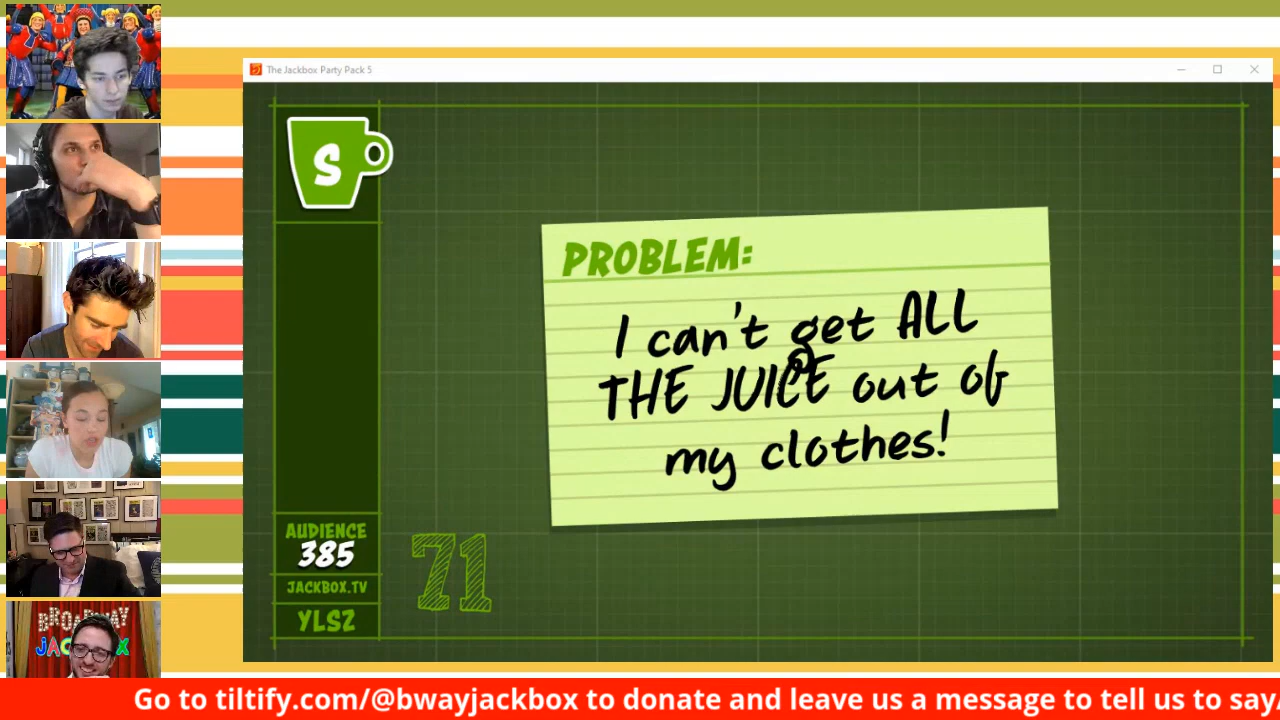 The Jackbox Party Pack 5
S
PROBLEM:
I can't get ALL
THE JUICE out of
my clothes!
AUDIENCE
385
JACKBOX.TV
YLSZ
71
BROADWAY
Go to tiltify.com/@bwayjackbox to donate and leave us a message to tell us to say